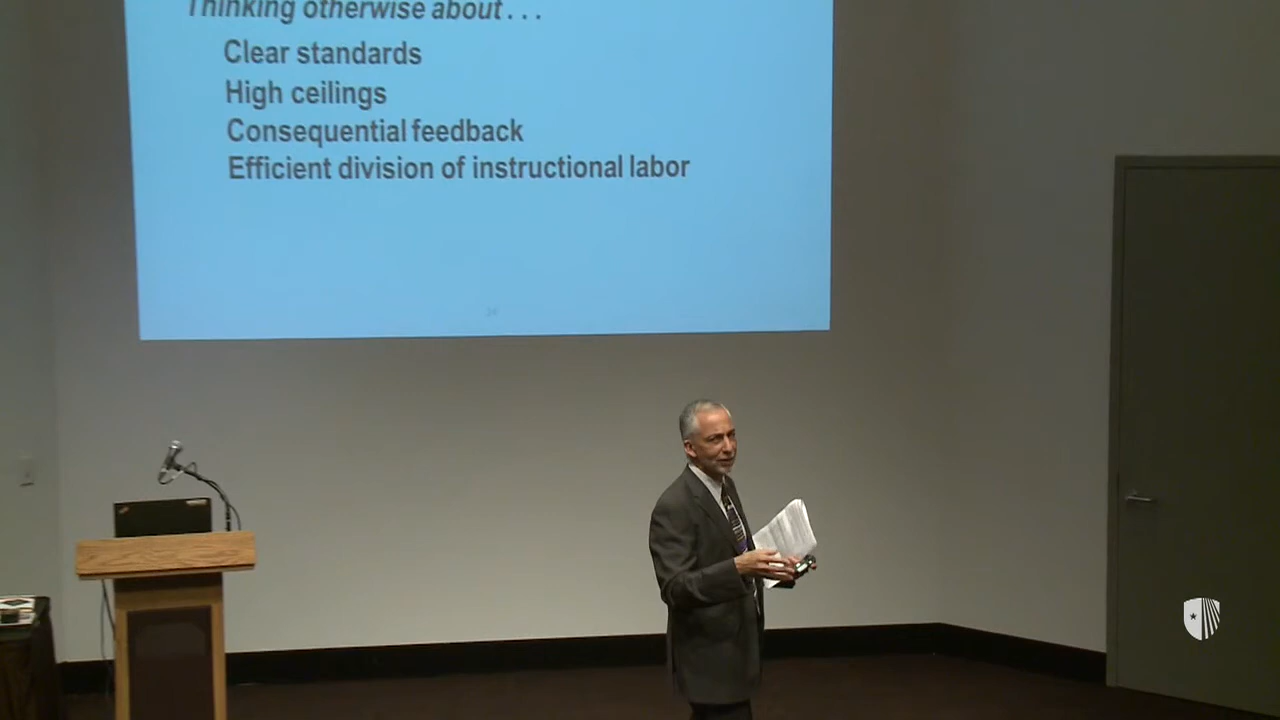 Thinking otherwise about . . .
Clear standards
High ceilings
Consequential feedback
Efficient division of instructional labor